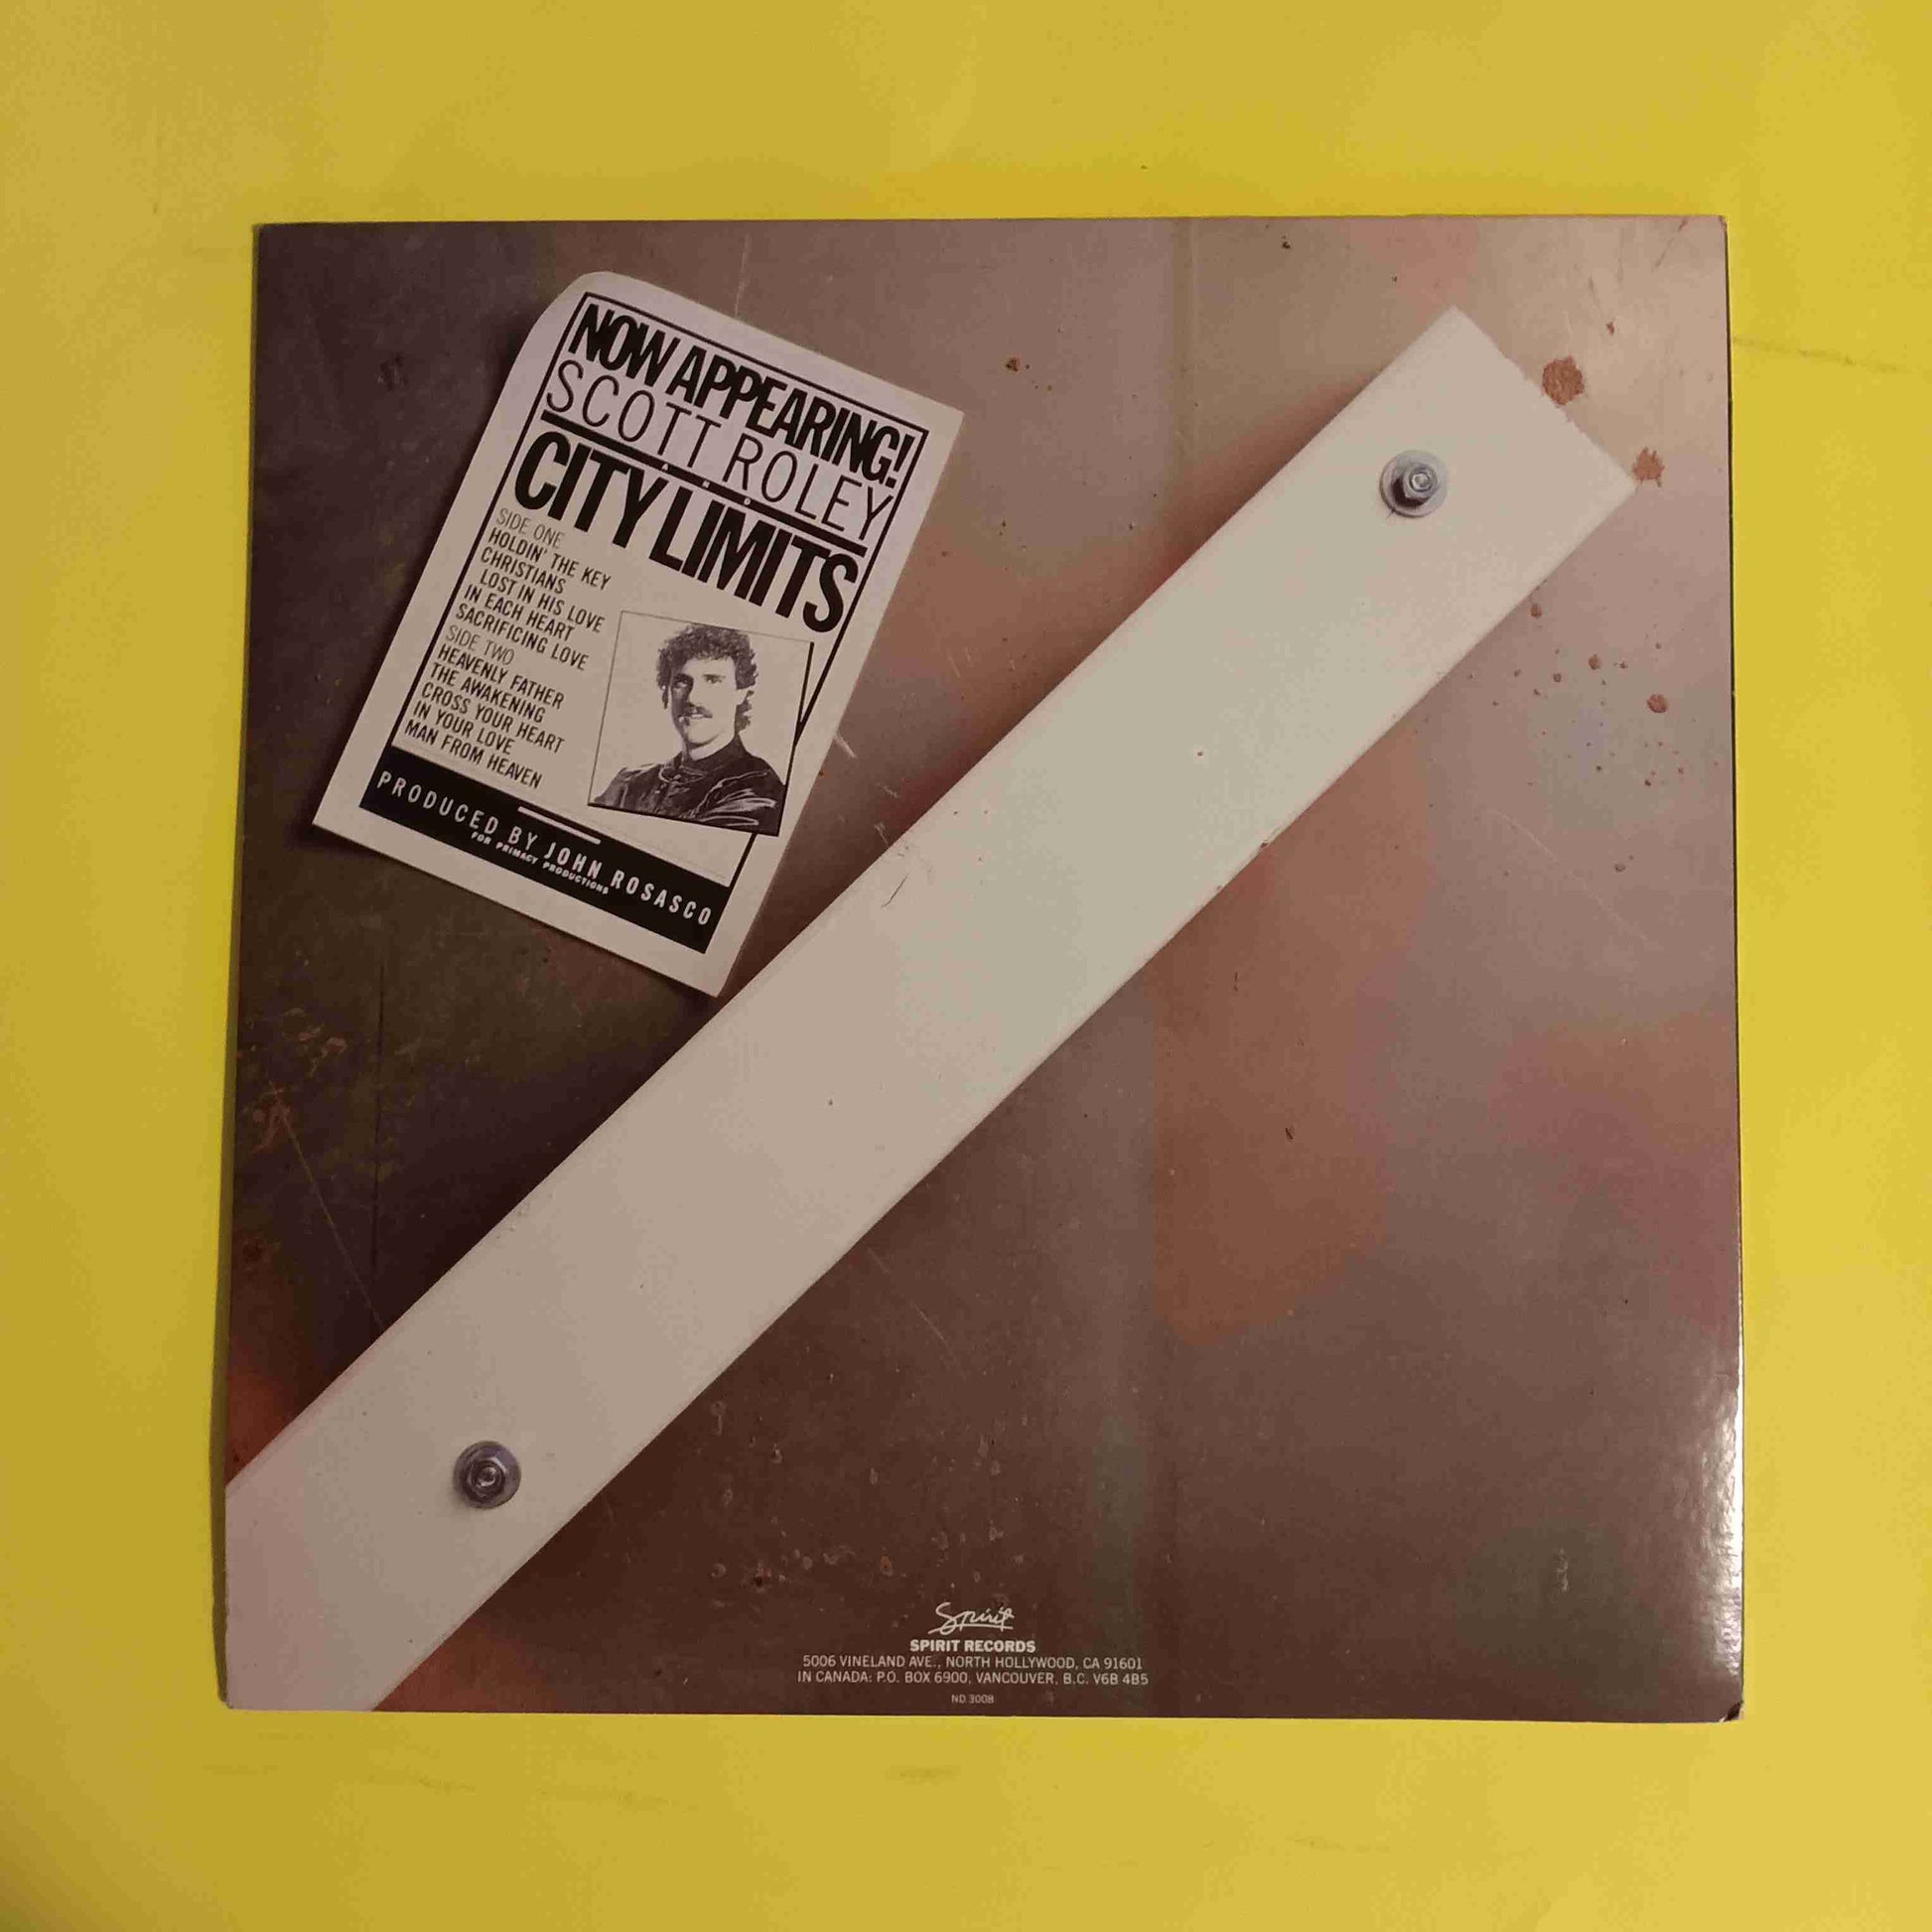 NOW APPEARING!
SCOTT ROLEY
AND
CITY LIMITS
SIDE ONE
HOLDIN' THE KEY
CHRISTIANS
LOST IN HIS LOVE
IN EACH HEART
SACRIFICING LOVE
SIDE TWO
HEAVENLY FATHER
THE AWAKENING
CROSS YOUR HEART
IN YOUR LOVE
MAN FROM HEAVEN
PRODUCED BY JOHN ROSASCO
FOR PRIMACY PRODUCTIONS
Spirit
SPIRIT RECORDS
5006 VINELAND AVE., NORTH HOLLYWOOD, CA 91601
IN CANADA: P.O. BOX 6900, VANCOUVER, B.C. V6B 4B5
ND 3008